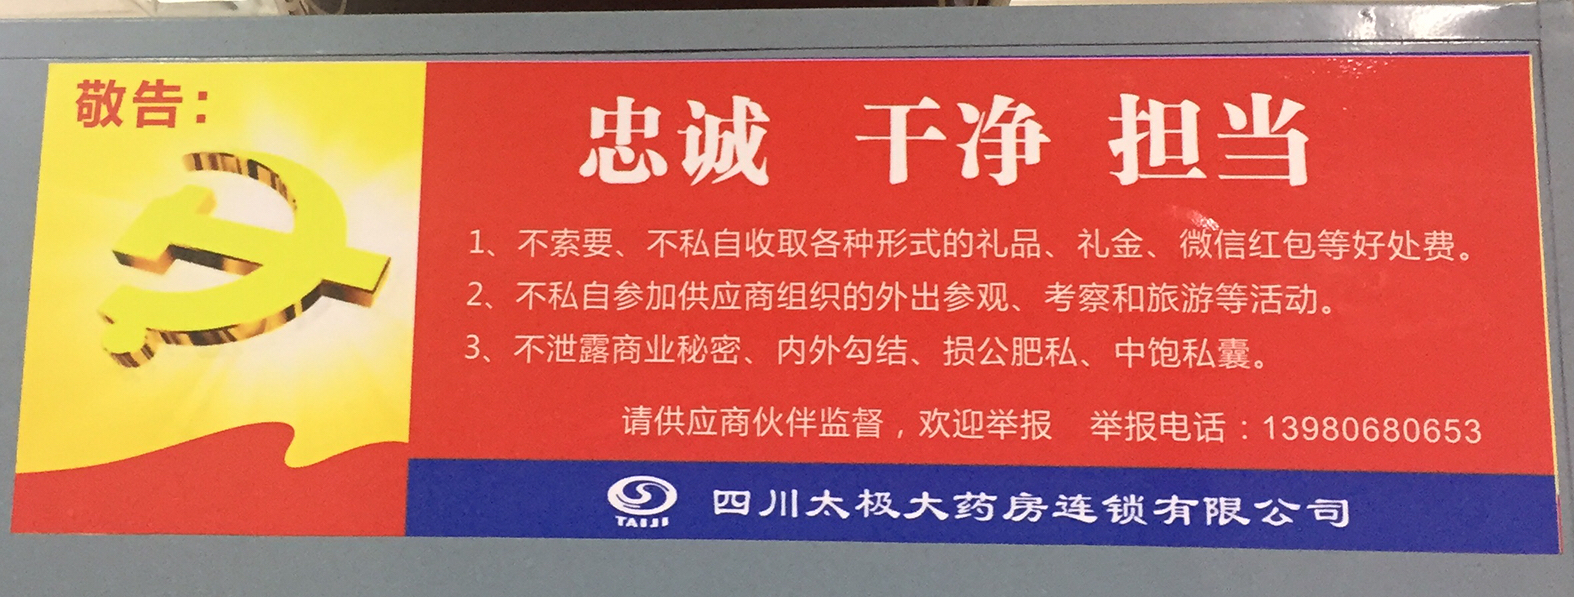 敬告：
忠诚 干净 担当
1、不索要、不私自收取各种形式的礼品、礼金、微信红包等好处费。
2、不私自参加供应商组织的外出参观、考察和旅游等活动。
3、不泄露商业秘密、内外勾结、损公肥私、中饱私囊。
请供应商伙伴监督，欢迎举报 举报电话：13980680653
TAIJI 四川太极大药房连锁有限公司